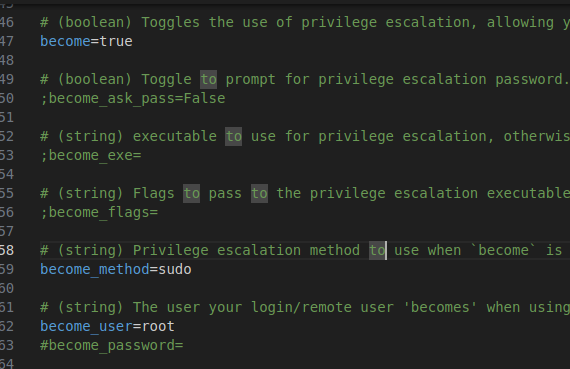 46 # (boolean) Toggles the use of privilege escalation, allowing y
47 become=true
48
49 # (boolean) Toggle to prompt for privilege escalation password.
50 ;become_ask_pass=False
51
52 # (string) executable to use for privilege escalation, otherwis
53 ;become_exe=
54
55 # (string) Flags to pass to the privilege escalation executable
56 ;become_flags=
57
58 # (string) Privilege escalation method to use when `become` is
59 become_method=sudo
60
61 # (string) The user your login/remote user 'becomes' when using
62 become_user=root
63 #become_password=
64